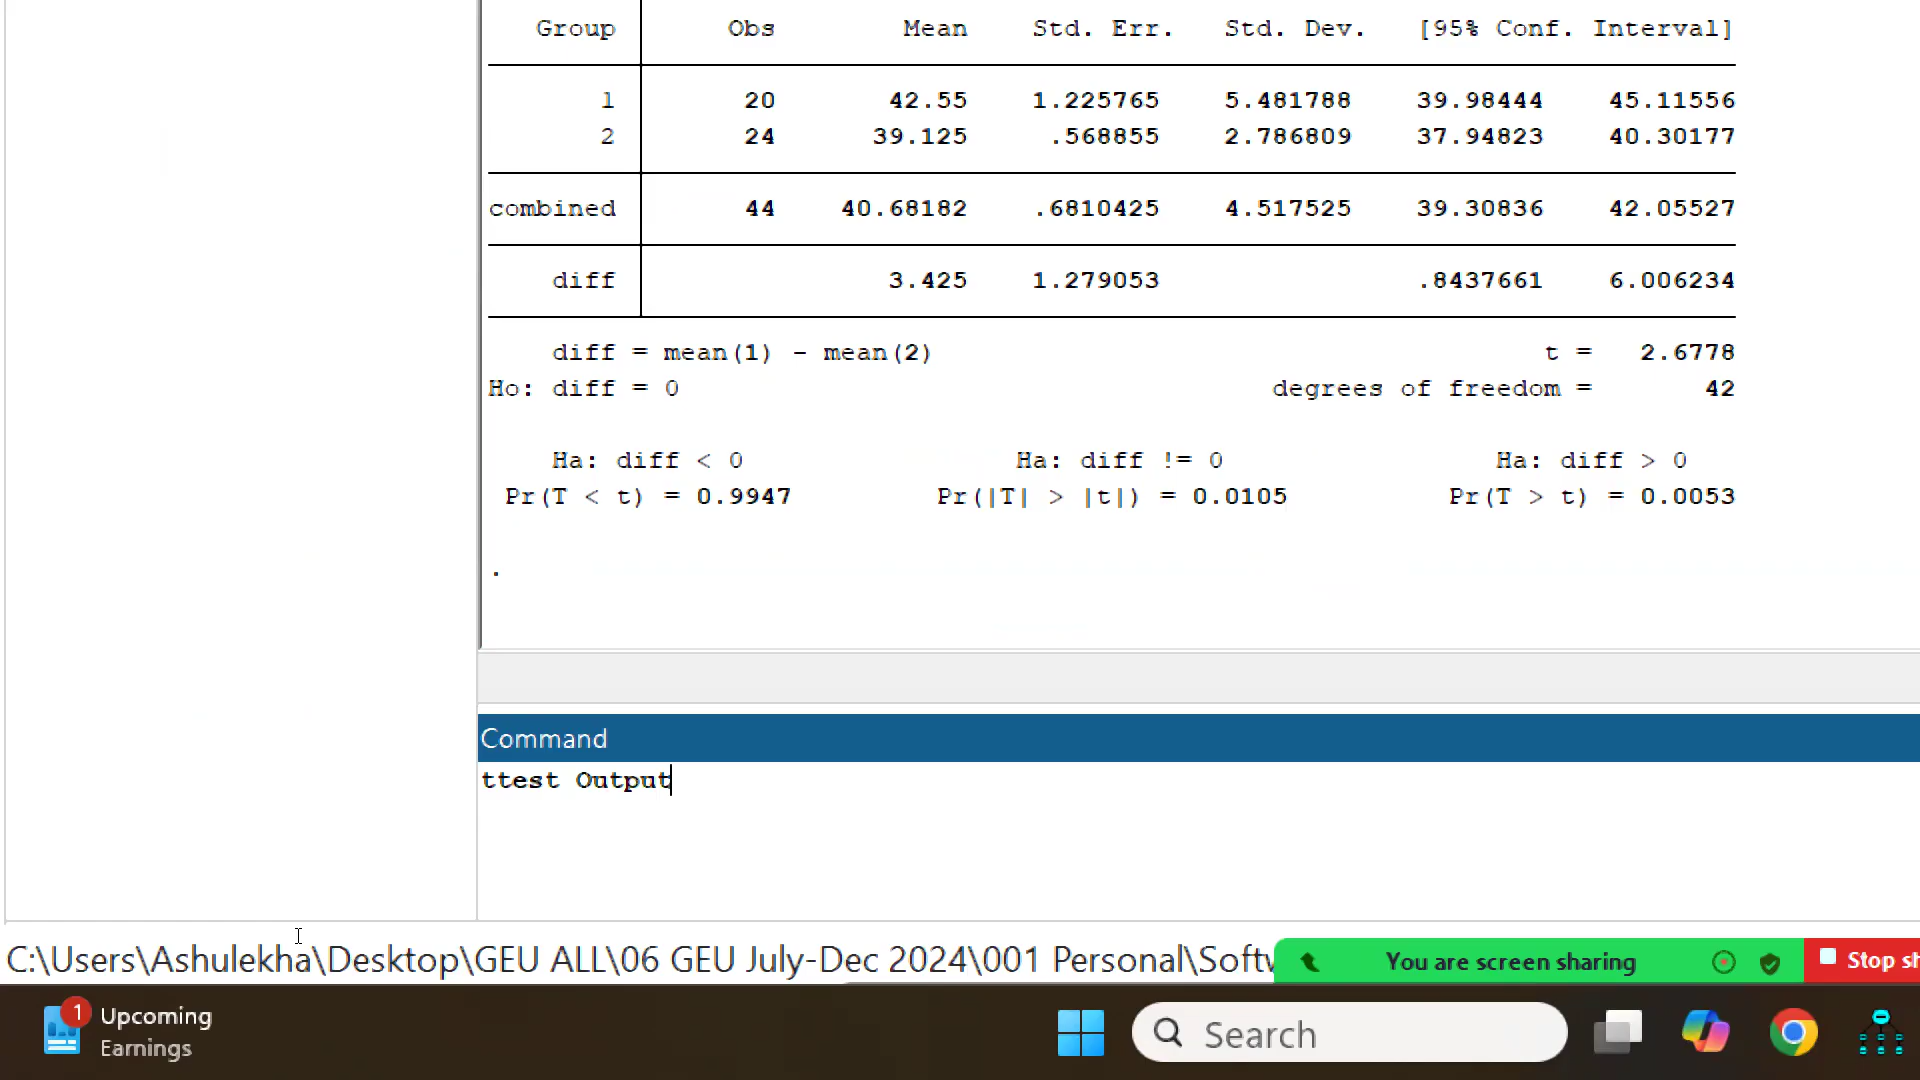 Group Obs Mean Std. Err. Std. Dev. [95% Conf. Interval]
1 20 42.55 1.225765 5.481788 39.98444 45.11556
2 24 39.125 .568855 2.786809 37.94823 40.30177
combined 44 40.68182 .6810425 4.517525 39.30836 42.05527
diff 3.425 1.279053 .8437661 6.006234
diff = mean(1) - mean(2) t = 2.6778
Ho: diff = 0 degrees of freedom = 42
Ha: diff < 0 Ha: diff != 0 Ha: diff > 0
Pr(T < t) = 0.9947 Pr(|T| > |t|) = 0.0105 Pr(T > t) = 0.0053
.
Command
ttest Output
C:\Users\Ashulekha\Desktop\GEU ALL\06 GEU July-Dec 2024\001 Personal\Softw
You are screen sharing
Stop sh
1
Upcoming
Earnings
Search